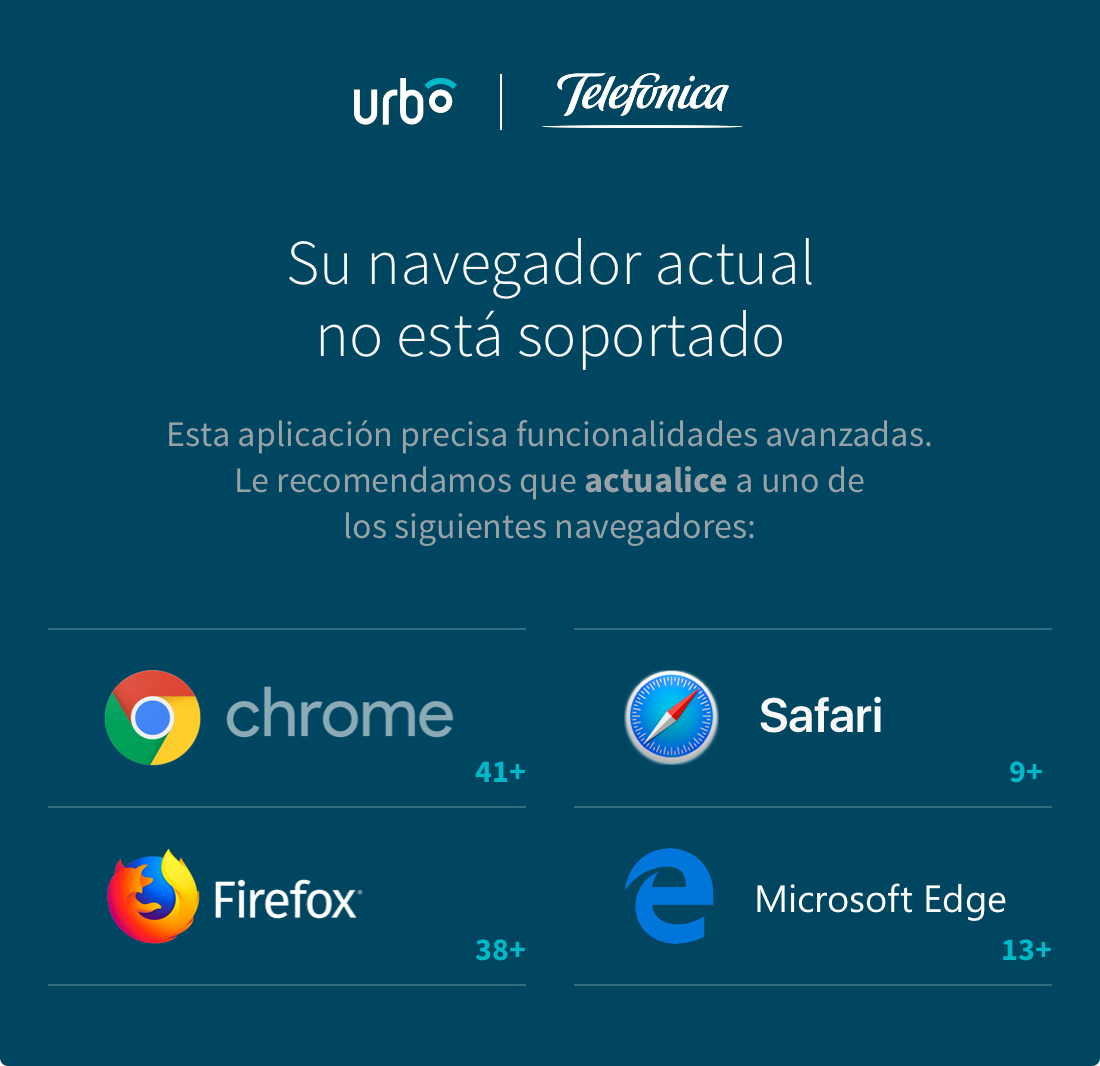 urbo
Telefónica
Su navegador actual
no está soportado
Esta aplicación precisa funcionalidades avanzadas.
Le recomendamos que actualice a uno de
los siguientes navegadores:
chrome
41+
Safari
9+
Firefox
38+
Microsoft Edge
13+